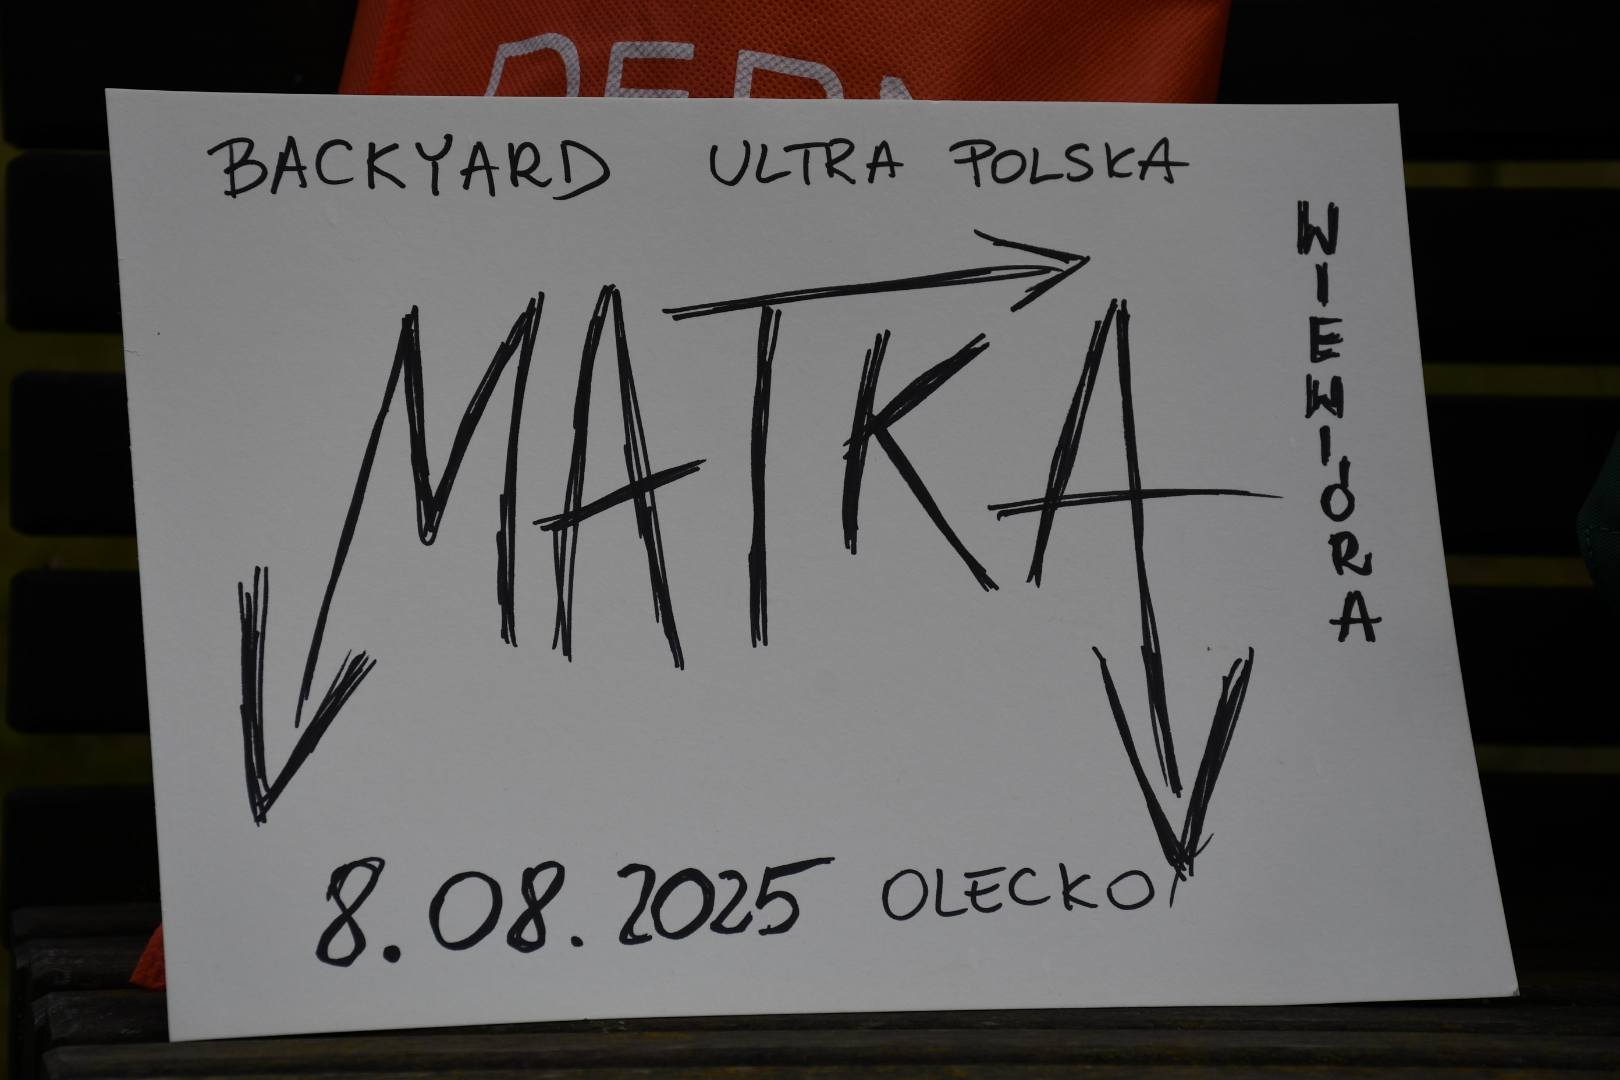 BACKYARD ULTRA POLSKA
MATKA
WIEWIÓRA
8.08.2025 OLECKO